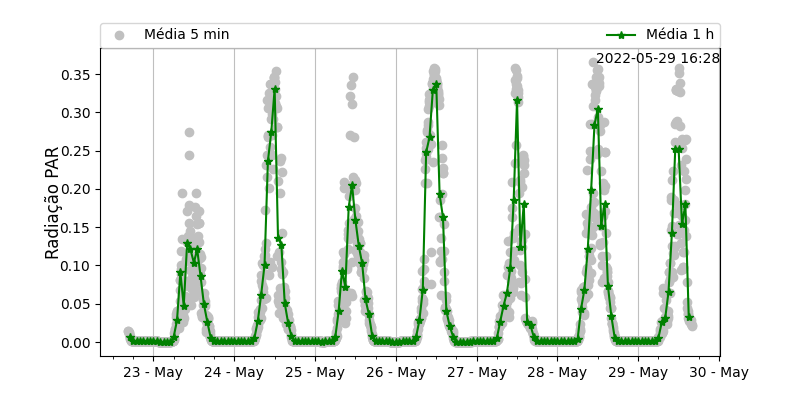 Média 5 min
Média 1 h
2022-05-29 16:28
Radiação PAR
0.35
0.30
0.25
0.20
0.15
0.10
0.05
0.00
23 - May
24 - May
25 - May
26 - May
27 - May
28 - May
29 - May
30 - May